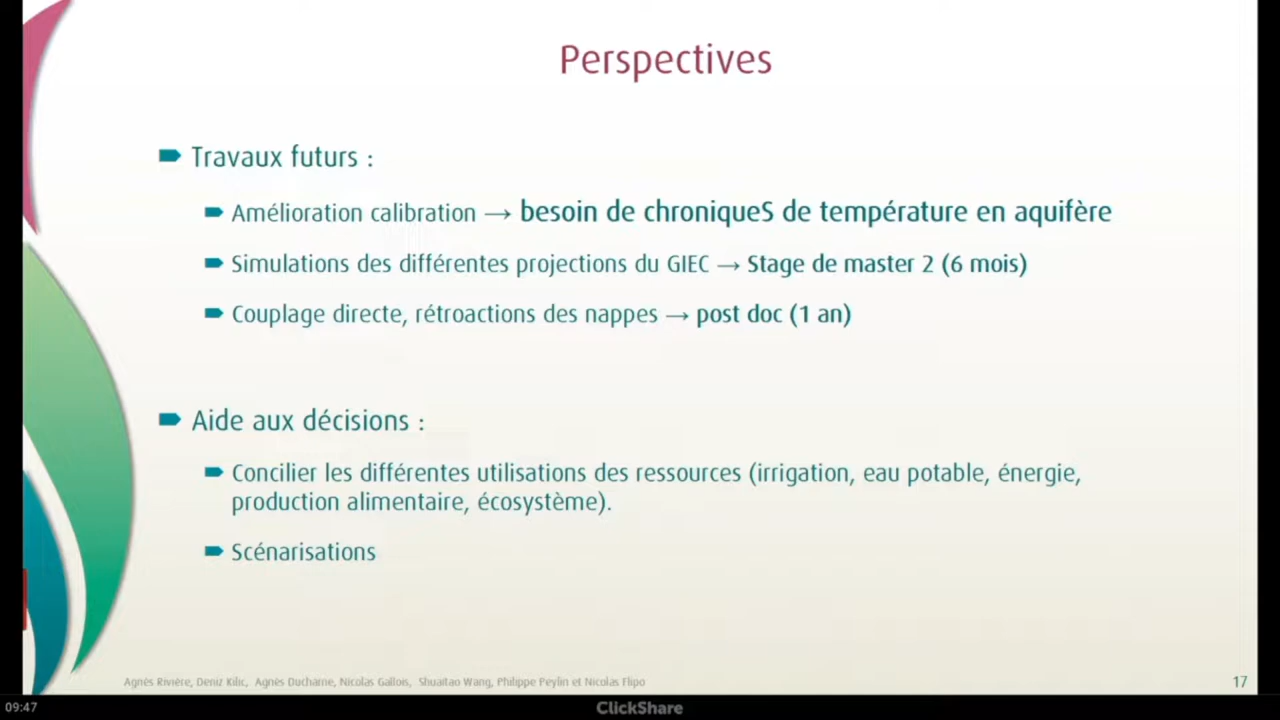 Perspectives
Travaux futurs :
Amélioration calibration → besoin de chroniqueS de température en aquifère
Simulations des différentes projections du GIEC → Stage de master 2 (6 mois)
Couplage directe, rétroactions des nappes → post doc (1 an)
Aide aux décisions :
Concilier les différentes utilisations des ressources (irrigation, eau potable, énergie,
production alimentaire, écosystème).
Scénarisations
Agnès Rivière, Deniz Kilic, Agnès Ducharne, Nicolas Gallois, Shuaitao Wang, Philippe Peylin et Nicolas Flipo
17
09:47
ClickShare